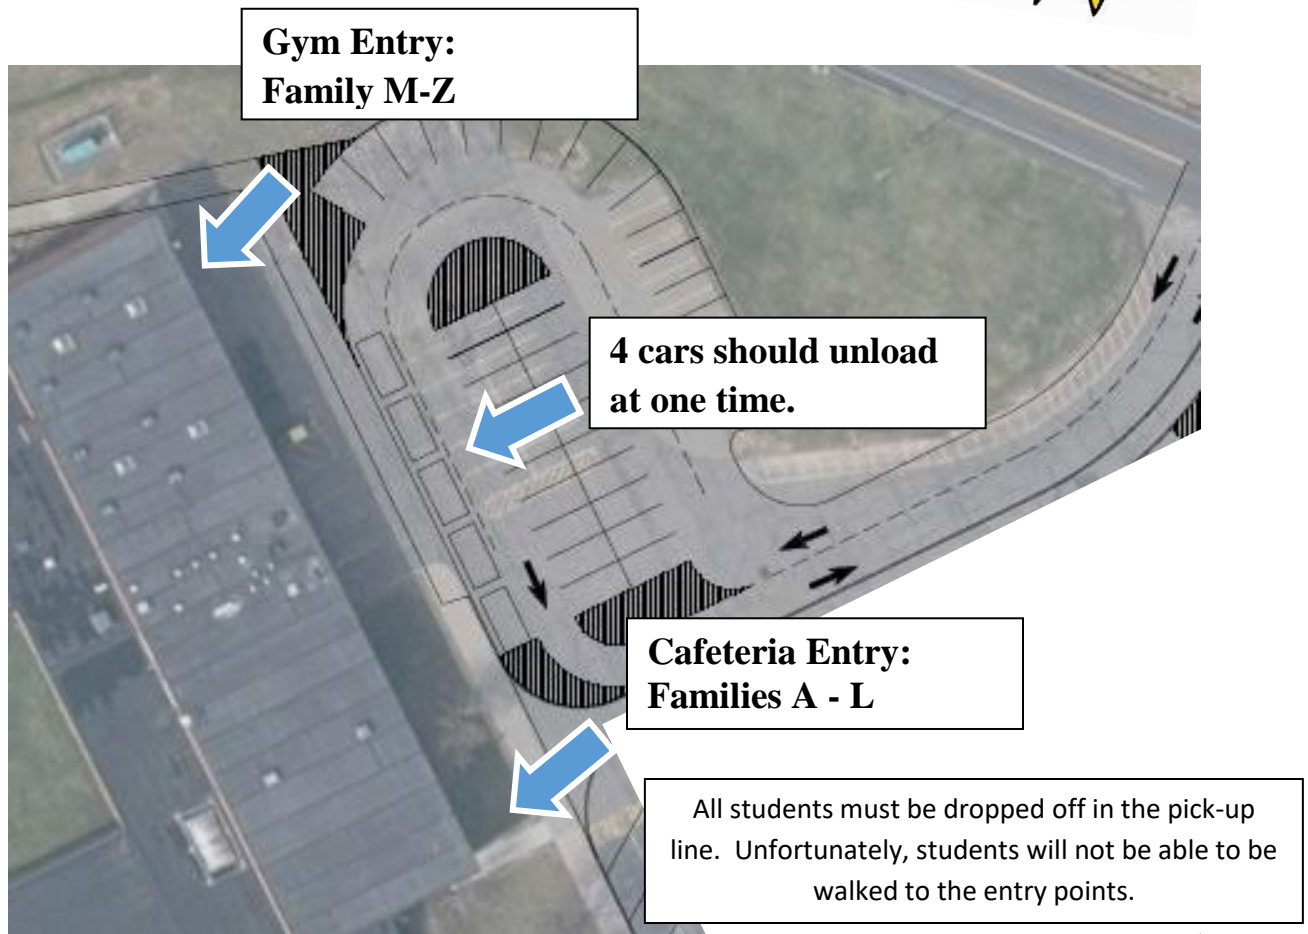 Gym Entry:
Family M-Z
4 cars should unload
at one time.
Cafeteria Entry:
Families A - L
All students must be dropped off in the pick-up
line.  Unfortunately, students will not be able to be
walked to the entry points.